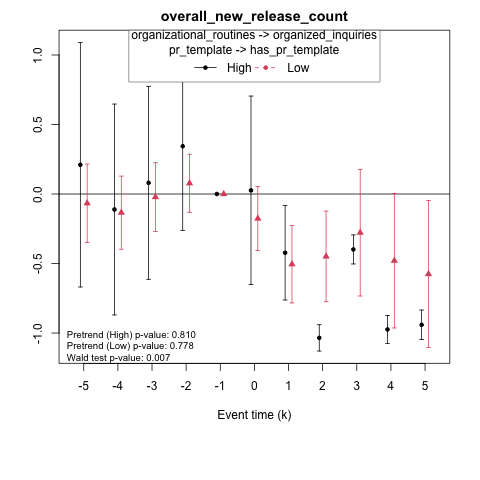 overall_new_release_count
organizational_routines -> organized_inquiries
pr_template -> has_pr_template
High Low
1.0
0.5
0.0
-0.5
-1.0
Pretrend (High) p-value: 0.810
Pretrend (Low) p-value: 0.778
Wald test p-value: 0.007
-5 -4 -3 -2 -1 0 1 2 3 4 5
Event time (k)